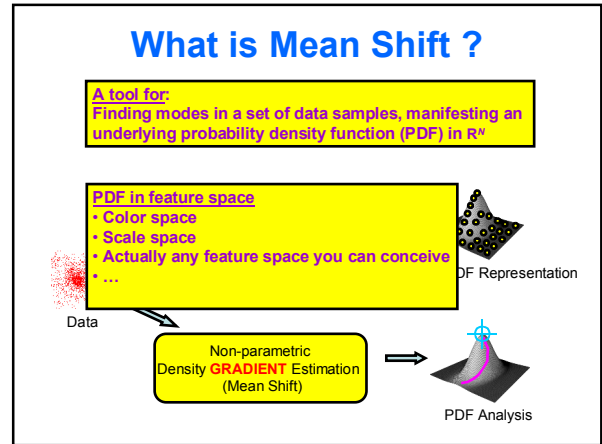 What is Mean Shift ?
A tool for:
Finding modes in a set of data samples, manifesting an
underlying probability density function (PDF) in R^N
PDF in feature space
• Color space
• Scale space
• Actually any feature space you can conceive
• …
DF Representation
Data
Non-parametric
Density GRADIENT Estimation
(Mean Shift)
PDF Analysis